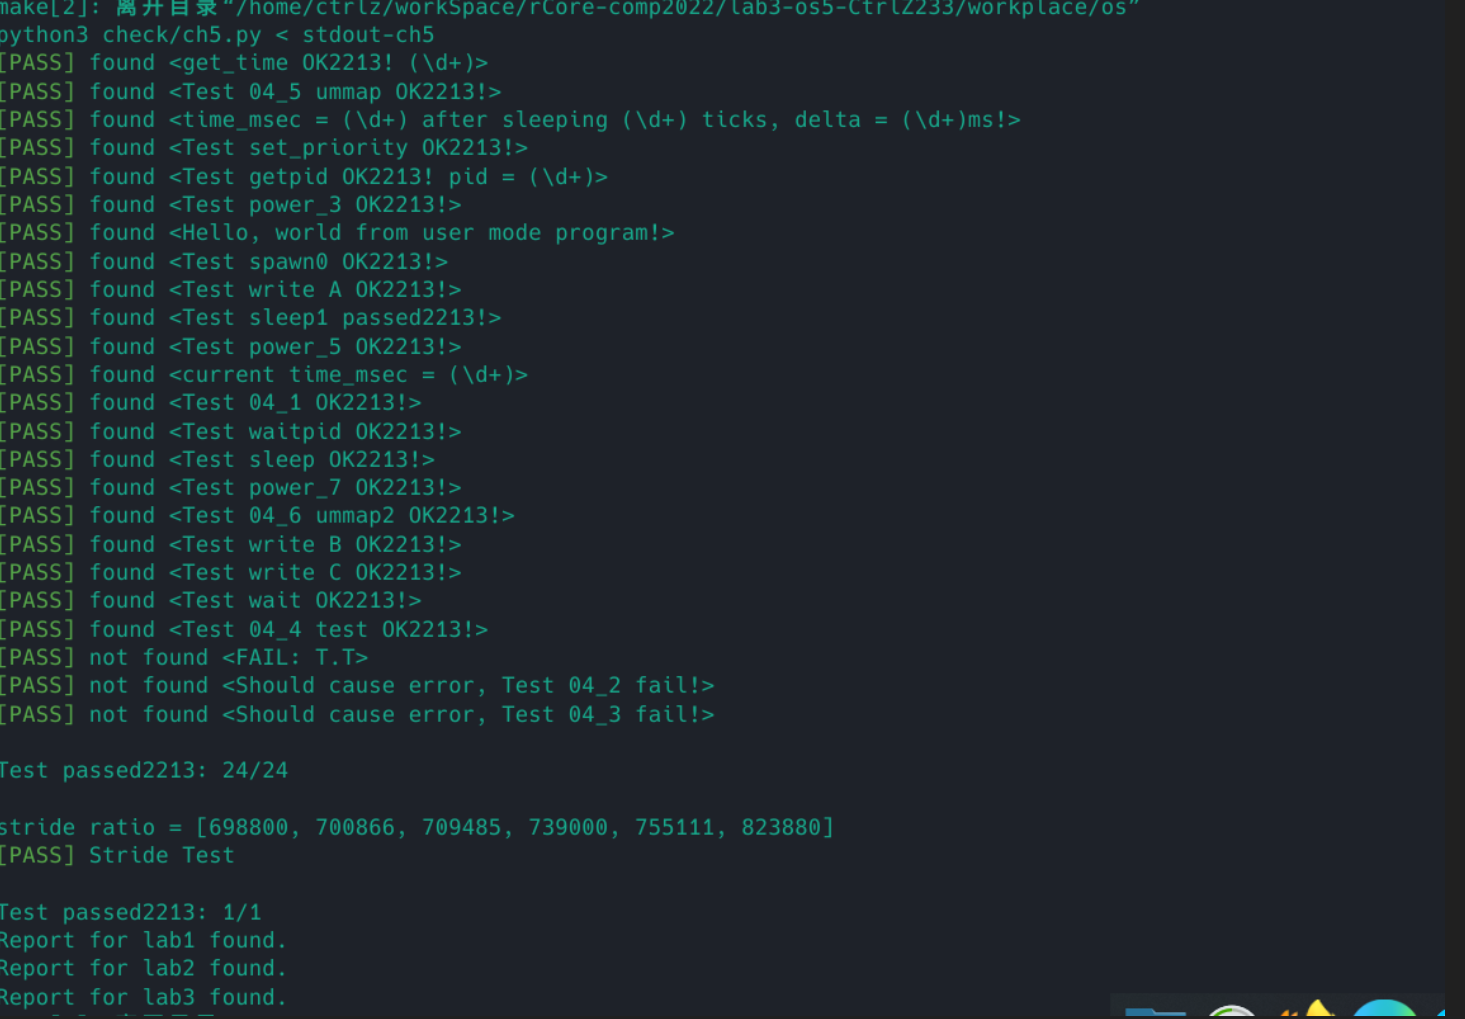 make[2]: 离开目录“/home/ctrlz/workSpace/rCore-comp2022/lab3-os5-CtrlZ233/workplace/os”
python3 check/ch5.py < stdout-ch5
[PASS] found <get_time OK2213! (\d+)>
[PASS] found <Test 04_5 ummap OK2213!>
[PASS] found <time_msec = (\d+) after sleeping (\d+) ticks, delta = (\d+)ms!>
[PASS] found <Test set_priority OK2213!>
[PASS] found <Test getpid OK2213! pid = (\d+)>
[PASS] found <Test power_3 OK2213!>
[PASS] found <Hello, world from user mode program!>
[PASS] found <Test spawn0 OK2213!>
[PASS] found <Test write A OK2213!>
[PASS] found <Test sleep1 passed2213!>
[PASS] found <Test power_5 OK2213!>
[PASS] found <current time_msec = (\d+)>
[PASS] found <Test 04_1 OK2213!>
[PASS] found <Test waitpid OK2213!>
[PASS] found <Test sleep OK2213!>
[PASS] found <Test power_7 OK2213!>
[PASS] found <Test 04_6 ummap2 OK2213!>
[PASS] found <Test write B OK2213!>
[PASS] found <Test write C OK2213!>
[PASS] found <Test wait OK2213!>
[PASS] found <Test 04_4 test OK2213!>
[PASS] not found <FAIL: T.T>
[PASS] not found <Should cause error, Test 04_2 fail!>
[PASS] not found <Should cause error, Test 04_3 fail!>
Test passed2213: 24/24
stride ratio = [698800, 700866, 709485, 739000, 755111, 823880]
[PASS] Stride Test
Test passed2213: 1/1
Report for lab1 found.
Report for lab2 found.
Report for lab3 found.